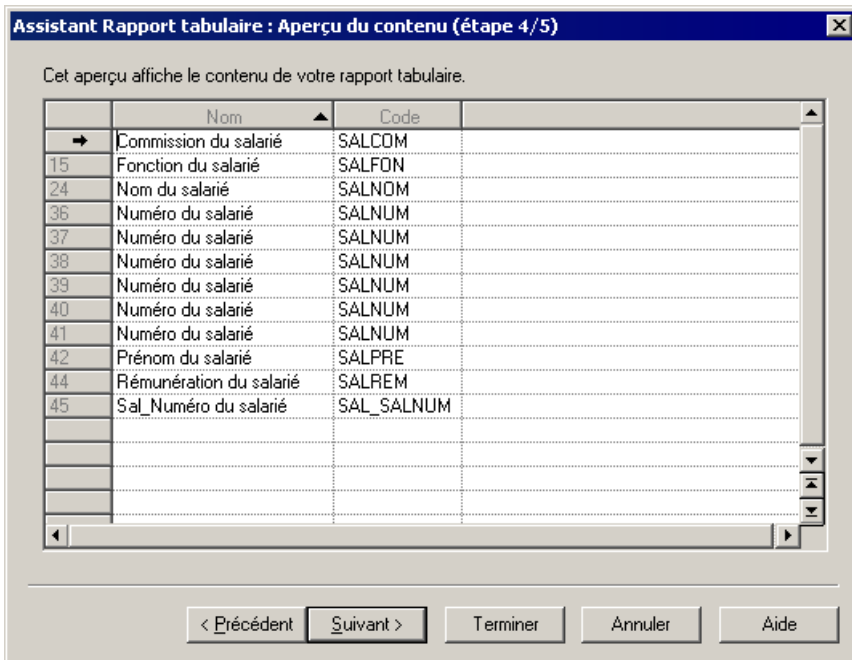 Assistant Rapport tabulaire : Aperçu du contenu (étape 4/5)
Cet aperçu affiche le contenu de votre rapport tabulaire.
Nom Code
Commission du salarié SALCOM
15 Fonction du salarié SALFON
24 Nom du salarié SALNOM
36 Numéro du salarié SALNUM
37 Numéro du salarié SALNUM
38 Numéro du salarié SALNUM
39 Numéro du salarié SALNUM
40 Numéro du salarié SALNUM
41 Numéro du salarié SALNUM
42 Prénom du salarié SALPRE
44 Rémunération du salarié SALREM
45 Sal_Numéro du salarié SAL_SALNUM
< Précédent Suivant > Terminer Annuler Aide